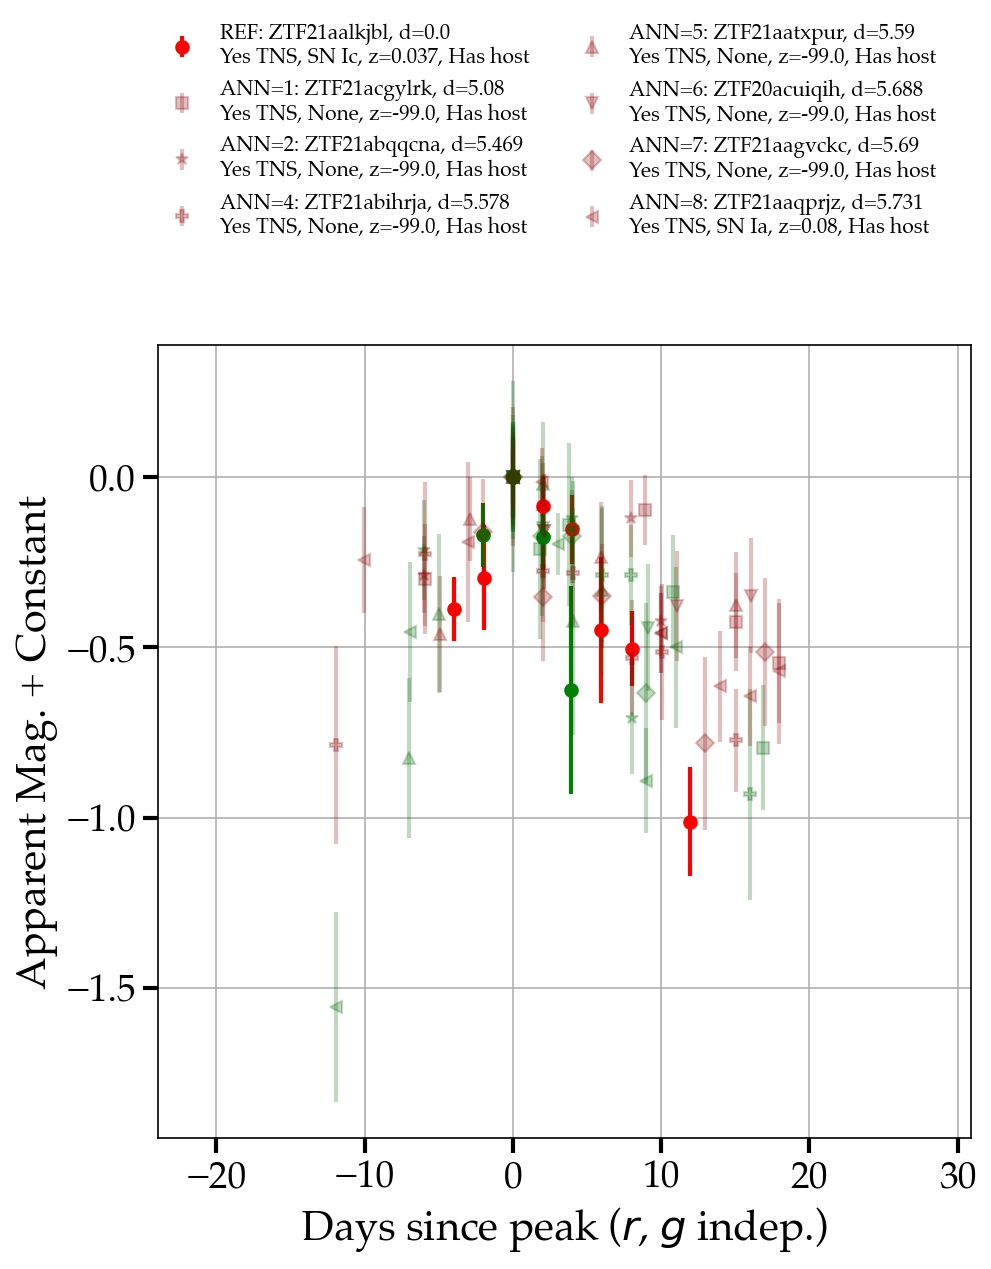 REF: ZTF21aalkjbl, d=0.0
Yes TNS, SN Ic, z=0.037, Has host
ANN=1: ZTF21acgylrk, d=5.08
Yes TNS, None, z=-99.0, Has host
ANN=2: ZTF21abqqcna, d=5.469
Yes TNS, None, z=-99.0, Has host
ANN=4: ZTF21abihrja, d=5.578
Yes TNS, None, z=-99.0, Has host
ANN=5: ZTF21aatxpur, d=5.59
Yes TNS, None, z=-99.0, Has host
ANN=6: ZTF20acuiqih, d=5.688
Yes TNS, None, z=-99.0, Has host
ANN=7: ZTF21aagvckc, d=5.69
Yes TNS, None, z=-99.0, Has host
ANN=8: ZTF21aaqprjz, d=5.731
Yes TNS, SN Ia, z=0.08, Has host
Apparent Mag. + Constant
0.0
−0.5
−1.0
−1.5
−20
−10
0
10
20
30
Days since peak (r, g indep.)